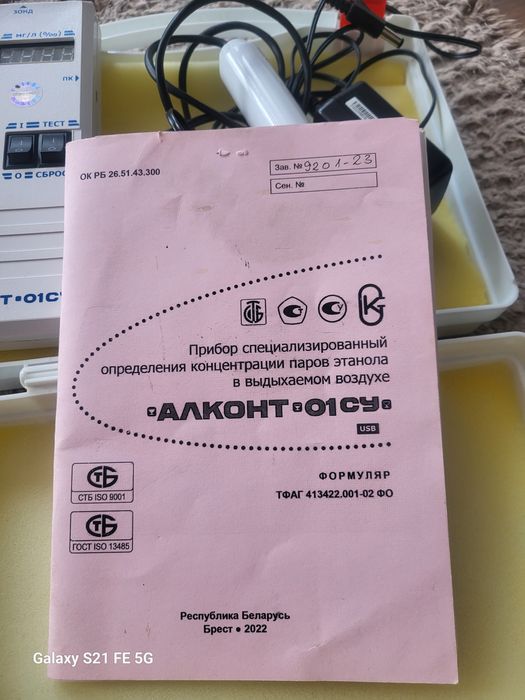 ЗОНД
мг/л (‰)
ПК
I ТЕСТ
О СБРОС
Т-01СУ
ОК РБ 26.51.43.300
Зав. № 9201-23
Сен. №
Прибор специализированный
определения концентрации паров этанола
в выдыхаемом воздухе
АЛКОНТ 01СУ
USB
ФОРМУЛЯР
ТФАГ 413422.001-02 ФО
СТБ
СТБ ISO 9001
СТБ
ГОСТ ISO 13485
Республика Беларусь
Брест • 2022
Galaxy S21 FE 5G